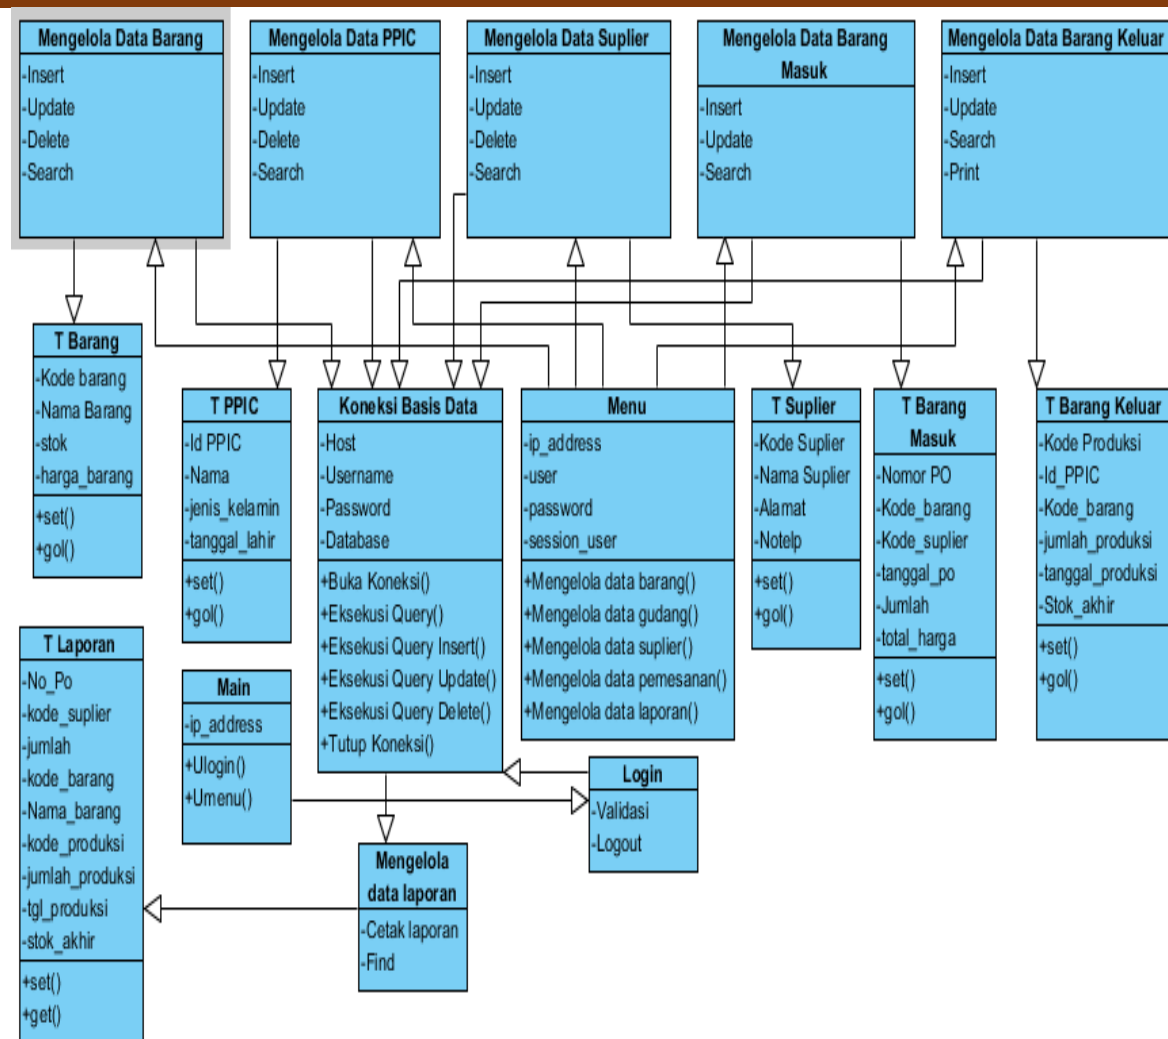 Mengelola Data Barang
-Insert
-Update
-Delete
-Search
Mengelola Data PPIC
-Insert
-Update
-Delete
-Search
Mengelola Data Suplier
-Insert
-Update
-Delete
-Search
Mengelola Data Barang
Masuk
-Insert
-Update
-Search
Mengelola Data Barang Keluar
-Insert
-Update
-Search
-Print
T Barang
-Kode barang
-Nama Barang
-stok
-harga_barang
+set()
+gol()
T PPIC
-Id PPIC
-Nama
-jenis_kelamin
-tanggal_lahir
+set()
+gol()
Koneksi Basis Data
-Host
-Username
-Password
-Database
+Buka Koneksi()
+Eksekusi Query()
+Eksekusi Query Insert()
+Eksekusi Query Update()
+Eksekusi Query Delete()
+Tutup Koneksi()
Menu
-ip_address
-user
-password
-session_user
+Mengelola data barang()
+Mengelola data gudang()
+Mengelola data suplier()
+Mengelola data pemesanan()
+Mengelola data laporan()
T Suplier
-Kode Suplier
-Nama Suplier
-Alamat
-Notelp
+set()
+gol()
T Barang
Masuk
-Nomor PO
-Kode_barang
-Kode_suplier
-tanggal_po
-Jumlah
-total_harga
+set()
+gol()
T Barang Keluar
-Kode Produksi
-Id_PPIC
-Kode_barang
-jumlah_produksi
-tanggal_produksi
-Stok_akhir
+set()
+gol()
T Laporan
-No_Po
-kode_suplier
-jumlah
-kode_barang
-Nama_barang
-kode_produksi
-jumlah_produksi
-tgl_produksi
-stok_akhir
+set()
+get()
Main
-ip_address
+Ulogin()
+Umenu()
Login
-Validasi
-Logout
Mengelola
data laporan
-Cetak laporan
-Find